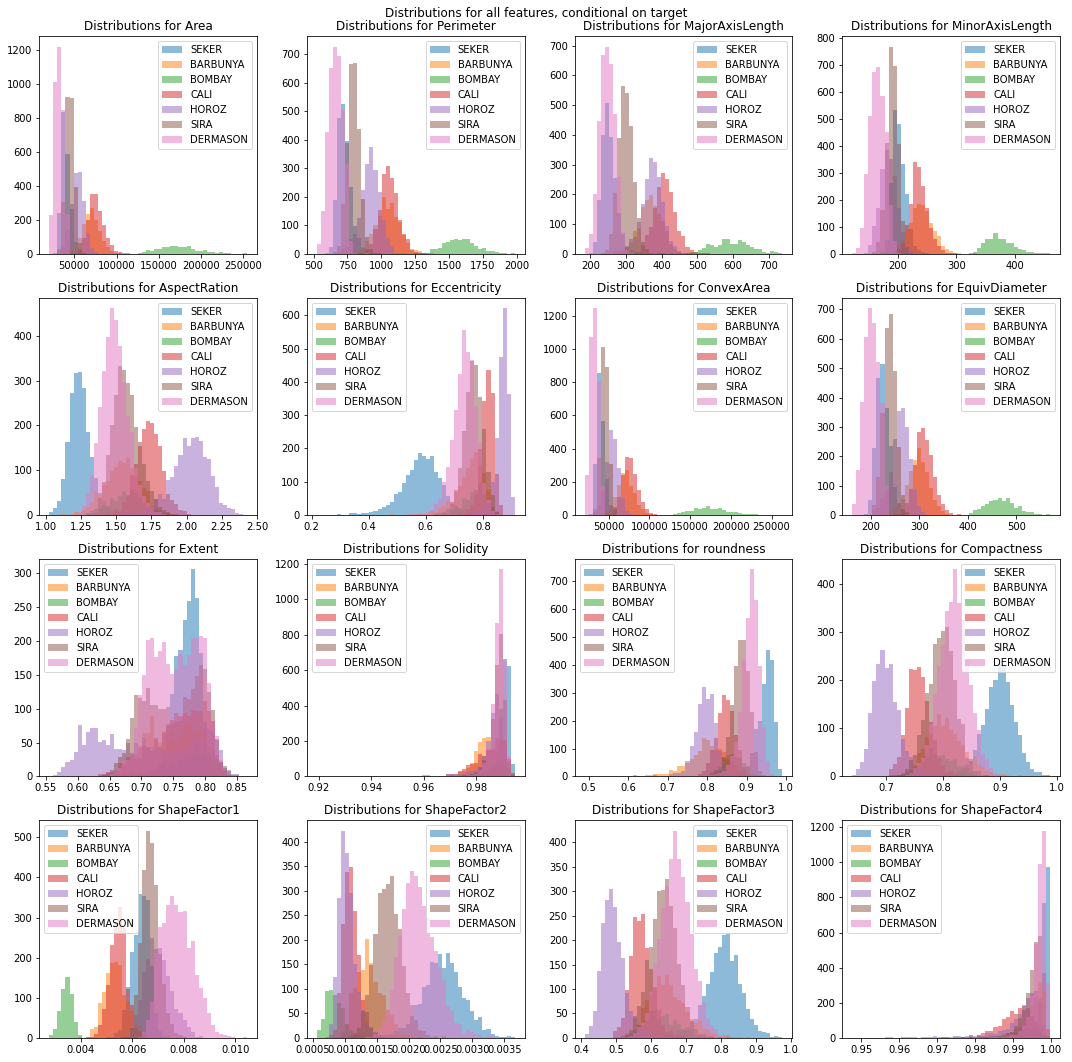 Distributions for all features, conditional on target
Distributions for Area
1200
1000
800
600
400
200
0
50000 100000 150000 200000 250000
SEKER
BARBUNYA
BOMBAY
CALI
HOROZ
SIRA
DERMASON
Distributions for Perimeter
700
600
500
400
300
200
100
0
500 750 1000 1250 1500 1750 2000
SEKER
BARBUNYA
BOMBAY
CALI
HOROZ
SIRA
DERMASON
Distributions for MajorAxisLength
700
600
500
400
300
200
100
0
200 300 400 500 600 700
SEKER
BARBUNYA
BOMBAY
CALI
HOROZ
SIRA
DERMASON
Distributions for MinorAxisLength
800
700
600
500
400
300
200
100
0
200 300 400
SEKER
BARBUNYA
BOMBAY
CALI
HOROZ
SIRA
DERMASON
Distributions for AspectRation
400
300
200
100
0
1.00 1.25 1.50 1.75 2.00 2.25 2.50
SEKER
BARBUNYA
BOMBAY
CALI
HOROZ
SIRA
DERMASON
Distributions for Eccentricity
600
500
400
300
200
100
0
0.2 0.4 0.6 0.8
SEKER
BARBUNYA
BOMBAY
CALI
HOROZ
SIRA
DERMASON
Distributions for ConvexArea
1200
1000
800
600
400
200
0
50000 100000 150000 200000 250000
SEKER
BARBUNYA
BOMBAY
CALI
HOROZ
SIRA
DERMASON
Distributions for EquivDiameter
700
600
500
400
300
200
100
0
200 300 400 500
SEKER
BARBUNYA
BOMBAY
CALI
HOROZ
SIRA
DERMASON
Distributions for Extent
300
250
200
150
100
50
0
0.55 0.60 0.65 0.70 0.75 0.80 0.85
SEKER
BARBUNYA
BOMBAY
CALI
HOROZ
SIRA
DERMASON
Distributions for Solidity
1200
1000
800
600
400
200
0
0.92 0.94 0.96 0.98
SEKER
BARBUNYA
BOMBAY
CALI
HOROZ
SIRA
DERMASON
Distributions for roundness
700
600
500
400
300
200
100
0
0.5 0.6 0.7 0.8 0.9 1.0
SEKER
BARBUNYA
BOMBAY
CALI
HOROZ
SIRA
DERMASON
Distributions for Compactness
400
300
200
100
0
0.7 0.8 0.9 1.0
SEKER
BARBUNYA
BOMBAY
CALI
HOROZ
SIRA
DERMASON
Distributions for ShapeFactor1
500
400
300
200
100
0
0.004 0.006 0.008 0.010
SEKER
BARBUNYA
BOMBAY
CALI
HOROZ
SIRA
DERMASON
Distributions for ShapeFactor2
400
350
300
250
200
150
100
50
0
0.0005 0.0010 0.0015 0.0020 0.0025 0.0030 0.0035
SEKER
BARBUNYA
BOMBAY
CALI
HOROZ
SIRA
DERMASON
Distributions for ShapeFactor3
400
350
300
250
200
150
100
50
0
0.4 0.5 0.6 0.7 0.8 0.9 1.0
SEKER
BARBUNYA
BOMBAY
CALI
HOROZ
SIRA
DERMASON
Distributions for ShapeFactor4
1200
1000
800
600
400
200
0
0.95 0.96 0.97 0.98 0.99 1.00
SEKER
BARBUNYA
BOMBAY
CALI
HOROZ
SIRA
DERMASON